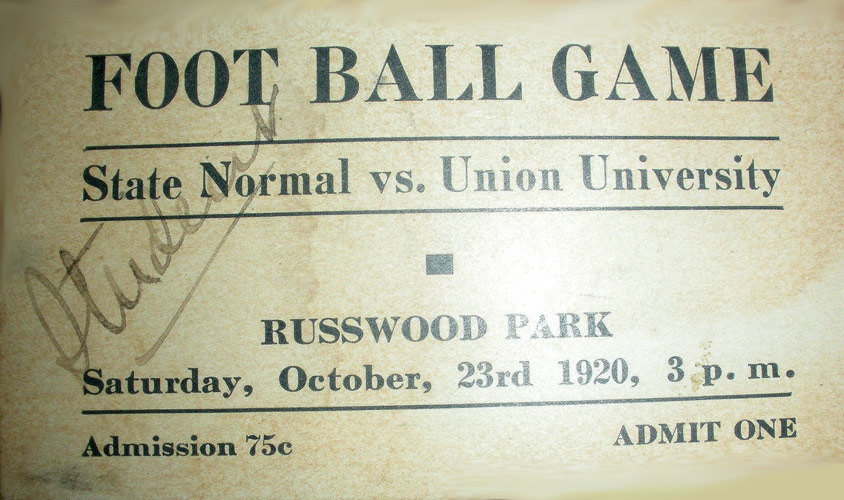 FOOT BALL GAME
State Normal vs. Union University
Students
RUSSWOOD PARK
Saturday, October, 23rd 1920, 3 p. m.
Admission 75c
ADMIT ONE